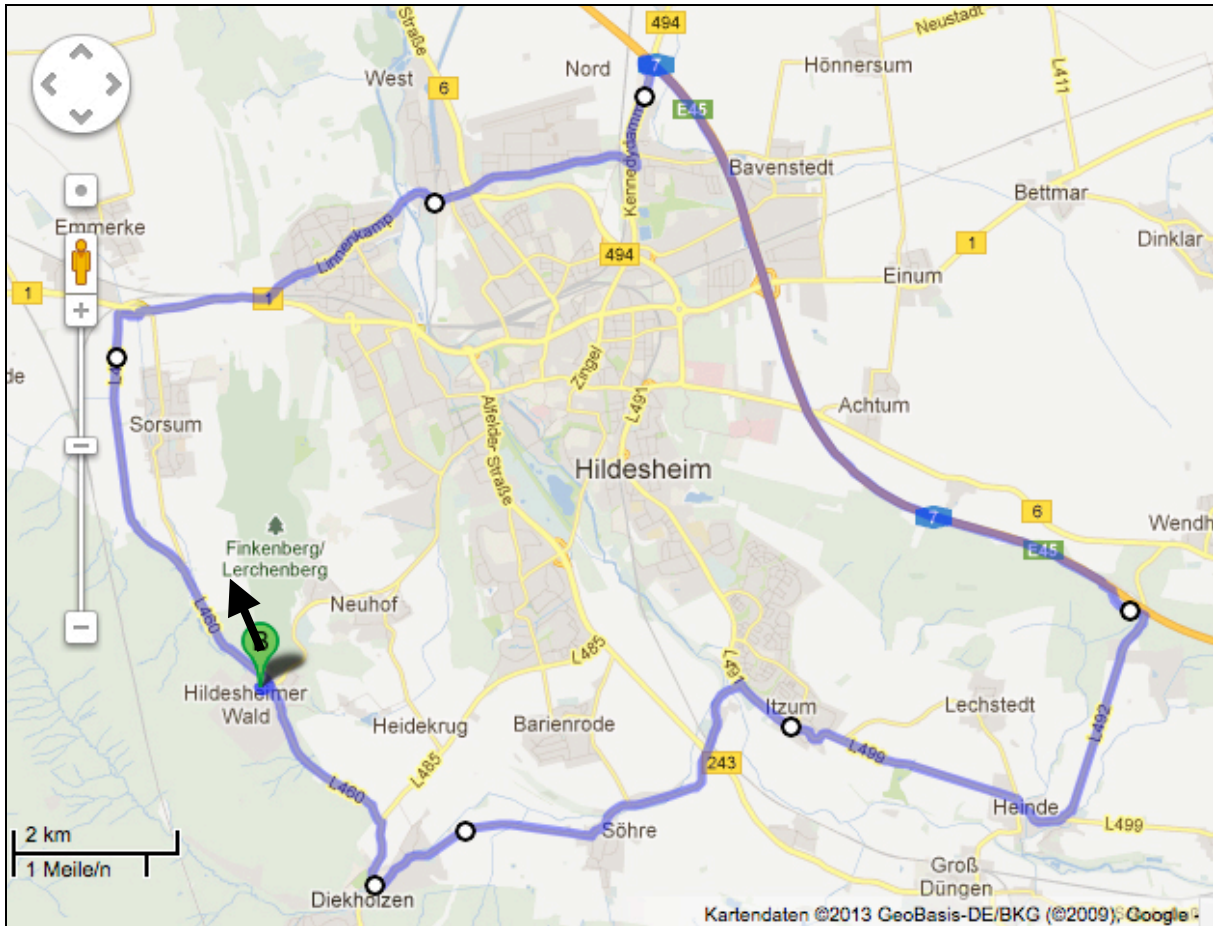 494
Neustadt
Straße
Nord
7
Hönnersum
West
6
L411
E45
Kennedydamm
Bavenstedt
Bettmar
Emmerke
Linnenkamp
Dinklar
494
1
Einum
1
1
Zingel
L491
Achtum
Sorsum
Alfelder Straße
Hildesheim
7
6
Wendh
E45
Finkenberg/
Lerchenberg
Neuhof
L460
L485
L491
B
Hildesheimer
Wald
Itzum
Lechstedt
L492
Heidekrug
Barienrode
L499
243
L485
L460
Heinde
2 km
Söhre
L499
1 Meile/n
Groß
Düngen
Diekholzen
Kartendaten ©2013 GeoBasis-DE/BKG (©2009), Google -